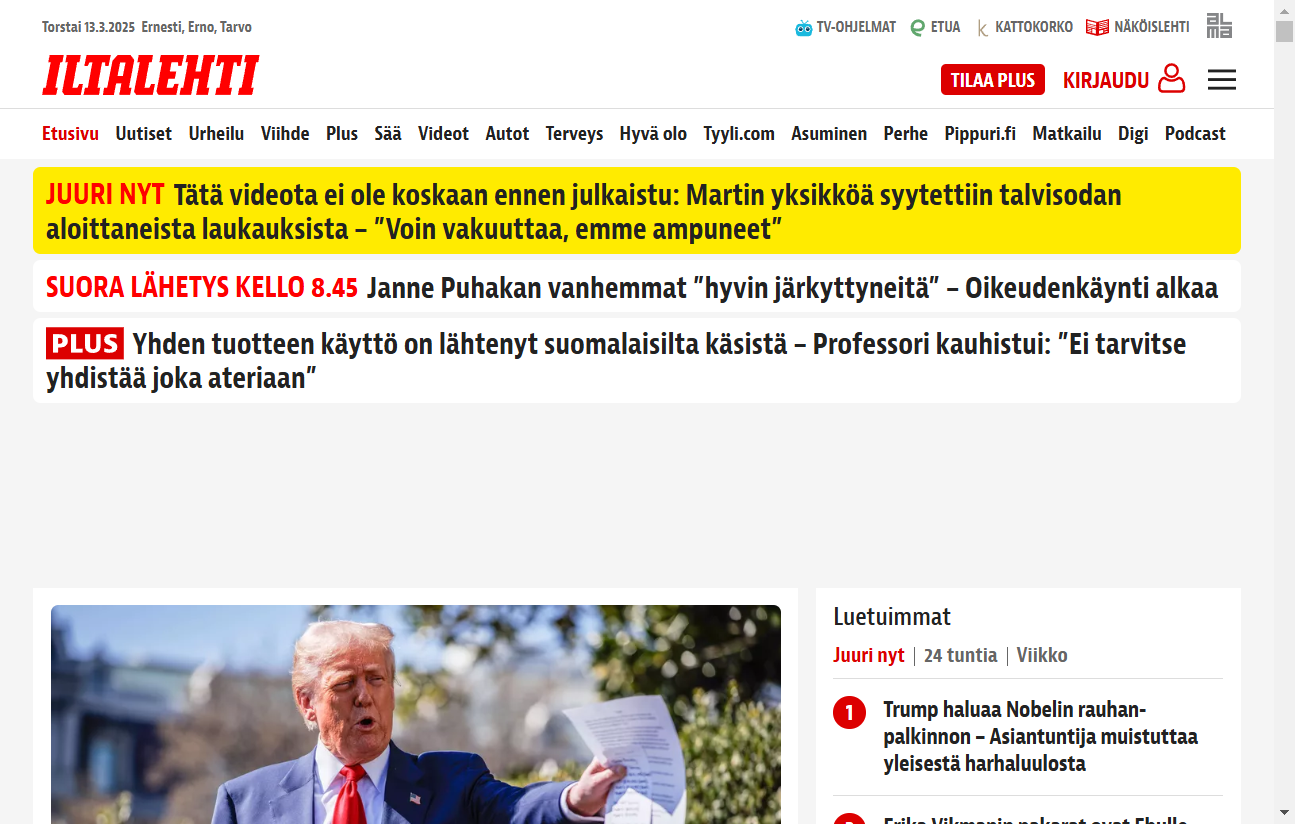 Torstai 13.3.2025 Ernesti, Erno, Tarvo
TV-OHJELMAT ETUA KATTOKORKO NÄKÖISLEHTI ALMA
ILTALEHTI
TILAA PLUS KIRJAUDU
Etusivu Uutiset Urheilu Viihde Plus Sää Videot Autot Terveys Hyvä olo Tyyli.com Asuminen Perhe Pippuri.fi Matkailu Digi Podcast
JUURI NYT Tätä videota ei ole koskaan ennen julkaistu: Martin yksikköä syytettiin talvisodan
aloittaneista laukauksista – ”Voin vakuuttaa, emme ampuneet”
SUORA LÄHETYS KELLO 8.45 Janne Puhakan vanhemmat ”hyvin järkyttyneitä” – Oikeudenkäynti alkaa
PLUS Yhden tuotteen käyttö on lähtenyt suomalaisilta käsistä – Professori kauhistui: ”Ei tarvitse
yhdistää joka ateriaan”
Luetuimmat
Juuri nyt | 24 tuntia | Viikko
1 Trump haluaa Nobelin rauhan-
palkinnon – Asiantuntija muistuttaa
yleisestä harhaluulosta